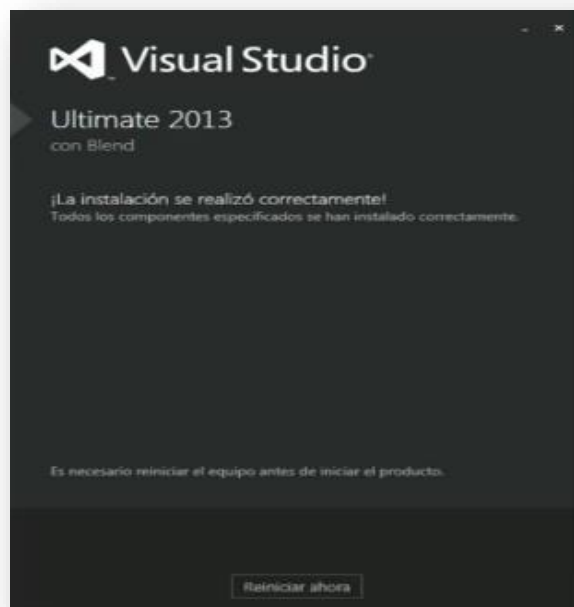 Visual Studio
Ultimate 2013
con Blend
¡La instalación se realizó correctamente!
Todos los componentes especificados se han instalado correctamente.
Es necesario reiniciar el equipo antes de iniciar el producto.
Reiniciar ahora